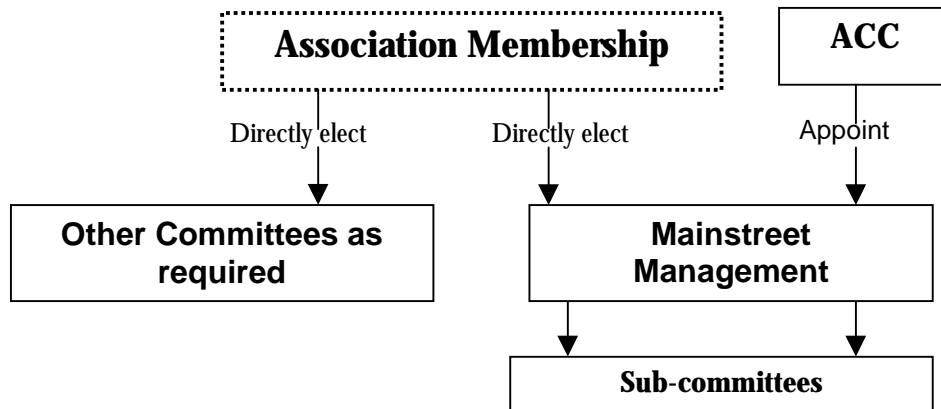 Association Membership
ACC
Directly elect
Directly elect
Appoint
Other Committees as
required
Mainstreet
Management
Sub-committees